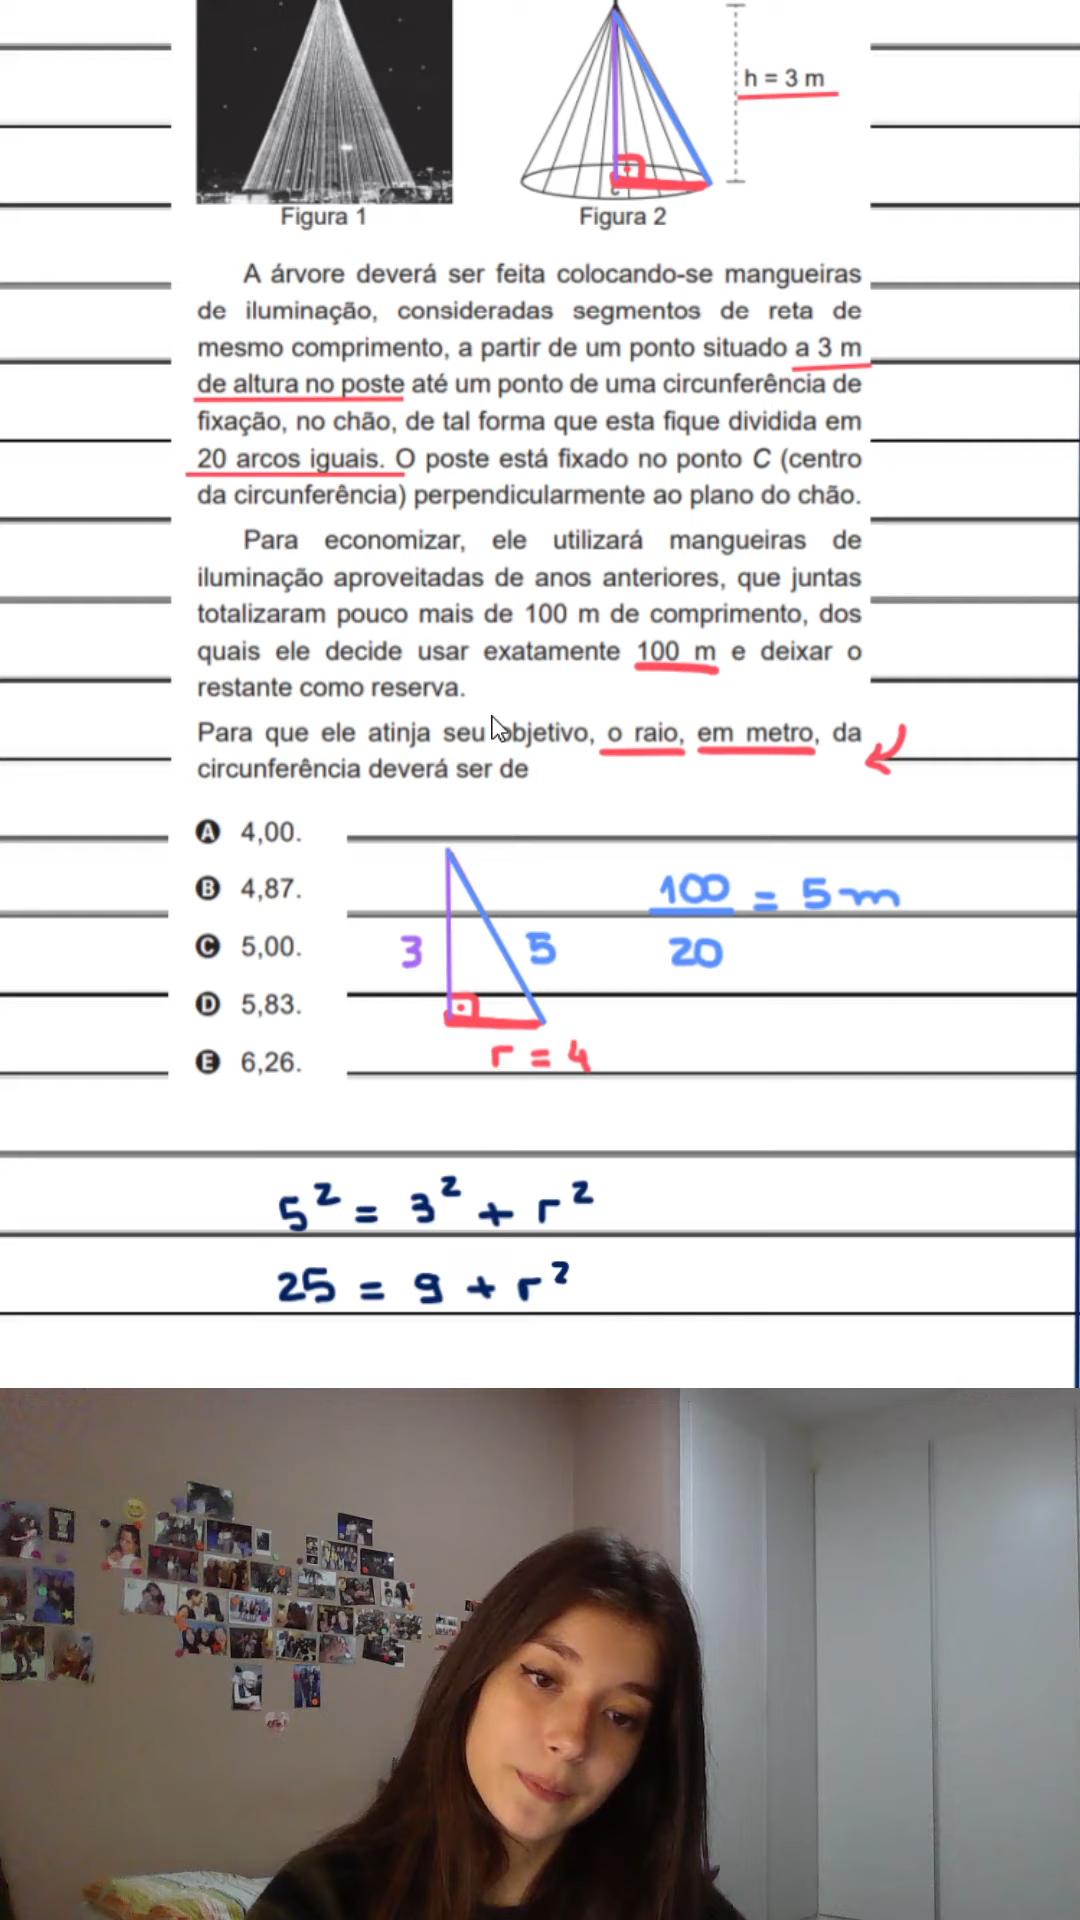 h = 3 m
C
Figura 1
Figura 2
A árvore deverá ser feita colocando-se mangueiras
de iluminação, consideradas segmentos de reta de
mesmo comprimento, a partir de um ponto situado a 3 m
de altura no poste até um ponto de uma circunferência de
fixação, no chão, de tal forma que esta fique dividida em
20 arcos iguais. O poste está fixado no ponto C (centro
da circunferência) perpendicularmente ao plano do chão.
Para economizar, ele utilizará mangueiras de
iluminação aproveitadas de anos anteriores, que juntas
totalizaram pouco mais de 100 m de comprimento, dos
quais ele decide usar exatamente 100 m e deixar o
restante como reserva.
Para que ele atinja seu objetivo, o raio, em metro, da
circunferência deverá ser de
A 4,00.
B 4,87.
C 5,00.
D 5,83.
E 6,26.
3
5
r = 4
100/20 = 5m
5² = 3² + r²
25 = 9 + r²